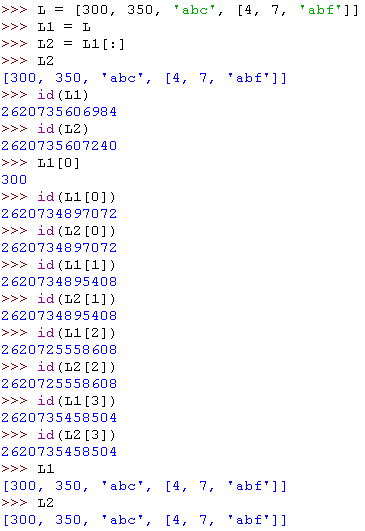 >>> L = [300, 350, 'abc', [4, 7, 'abf']]
>>> L1 = L
>>> L2 = L1[:]
>>> L2
[300, 350, 'abc', [4, 7, 'abf']]
>>> id(L1)
2620735606984
>>> id(L2)
2620735607240
>>> L1[0]
300
>>> id(L1[0])
2620734897072
>>> id(L2[0])
2620734897072
>>> id(L1[1])
2620734895408
>>> id(L2[1])
2620734895408
>>> id(L1[2])
2620725558608
>>> id(L2[2])
2620725558608
>>> id(L1[3])
2620735458504
>>> id(L2[3])
2620735458504
>>> L1
[300, 350, 'abc', [4, 7, 'abf']]
>>> L2
[300, 350, 'abc', [4, 7, 'abf']]